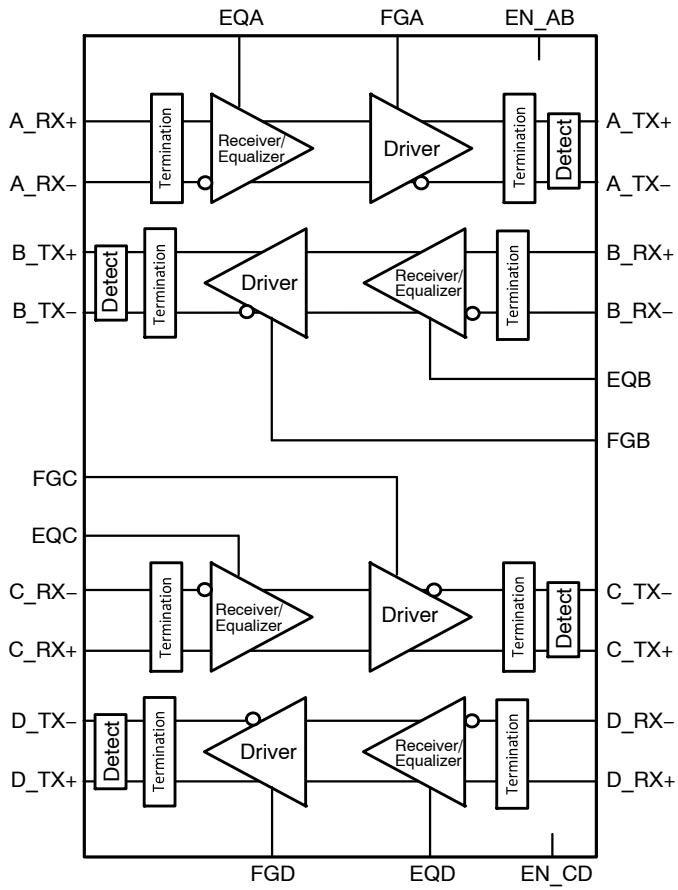 EQA FGA EN_AB
A_RX+ Termination Receiver/
Equalizer Driver Termination Detect A_TX+
A_RX− A_TX−
B_TX+ Detect Termination Driver Receiver/
Equalizer Termination B_RX+
B_TX− B_RX−
EQB
FGB
FGC
EQC
C_RX− Termination Receiver/
Equalizer Driver Termination Detect C_TX−
C_RX+ C_TX+
D_TX− Detect Termination Driver Receiver/
Equalizer Termination D_RX−
D_TX+ D_RX+
FGD EQD EN_CD